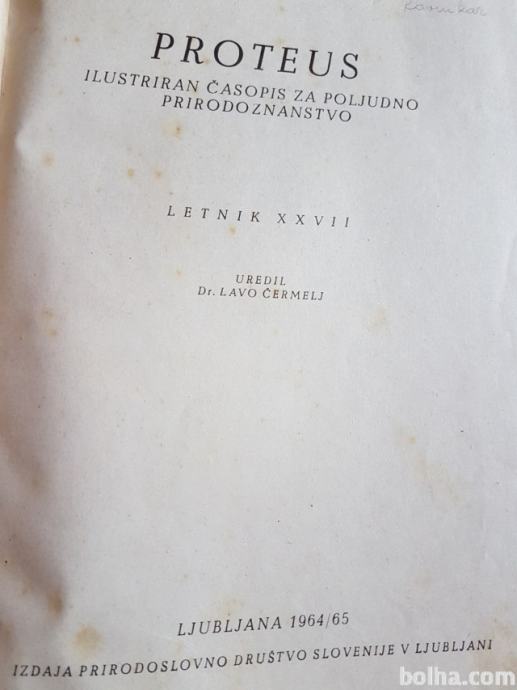 PROTEUS
ILUSTRIRAN ČASOPIS ZA POLJUDNO
PRIRODOZNANSTVO
LETNIK XXVII
UREDIL
Dr. LAVO ČERMELJ
LJUBLJANA 1964/65
IZDAJA PRIRODOSLOVNO DRUŠTVO SLOVENIJE V LJUBLJANI
bolha.com